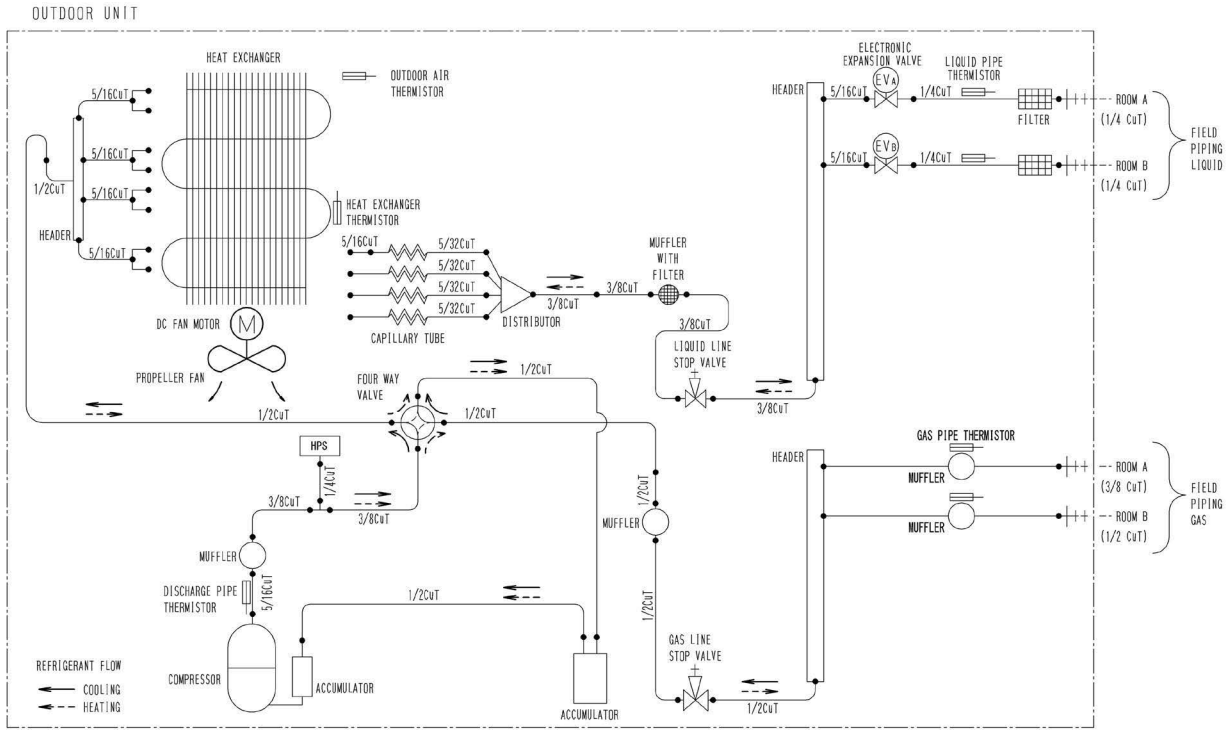 OUTDOOR UNIT
HEAT EXCHANGER
OUTDOOR AIR
THERMISTOR
5/16CuT
5/16CuT
5/16CuT
5/16CuT
1/2CuT
HEADER
HEAT EXCHANGER
THERMISTOR
5/16CuT
5/32CuT
5/32CuT
5/32CuT
5/32CuT
CAPILLARY TUBE
DISTRIBUTOR
3/8CuT
3/8CuT
MUFFLER
WITH
FILTER
3/8CuT
LIQUID LINE
STOP VALVE
3/8CuT
HEADER
ELECTRONIC
EXPANSION VALVE
EVA
5/16CuT
1/4CuT
LIQUID PIPE
THERMISTOR
FILTER
ROOM A
(1/4 CuT)
EVB
5/16CuT
1/4CuT
ROOM B
(1/4 CuT)
FIELD
PIPING
LIQUID
DC FAN MOTOR
M
PROPELLER FAN
FOUR WAY
VALVE
1/2CuT
1/2CuT
1/2CuT
HPS
1/4CuT
3/8CuT
3/8CuT
MUFFLER
DISCHARGE PIPE
THERMISTOR
5/16CuT
COMPRESSOR
ACCUMULATOR
1/2CuT
ACCUMULATOR
1/2CuT
MUFFLER
1/2CuT
GAS LINE
STOP VALVE
1/2CuT
HEADER
GAS PIPE THERMISTOR
MUFFLER
MUFFLER
ROOM A
(3/8 CuT)
ROOM B
(1/2 CuT)
FIELD
PIPING
GAS
REFRIGERANT FLOW
COOLING
HEATING